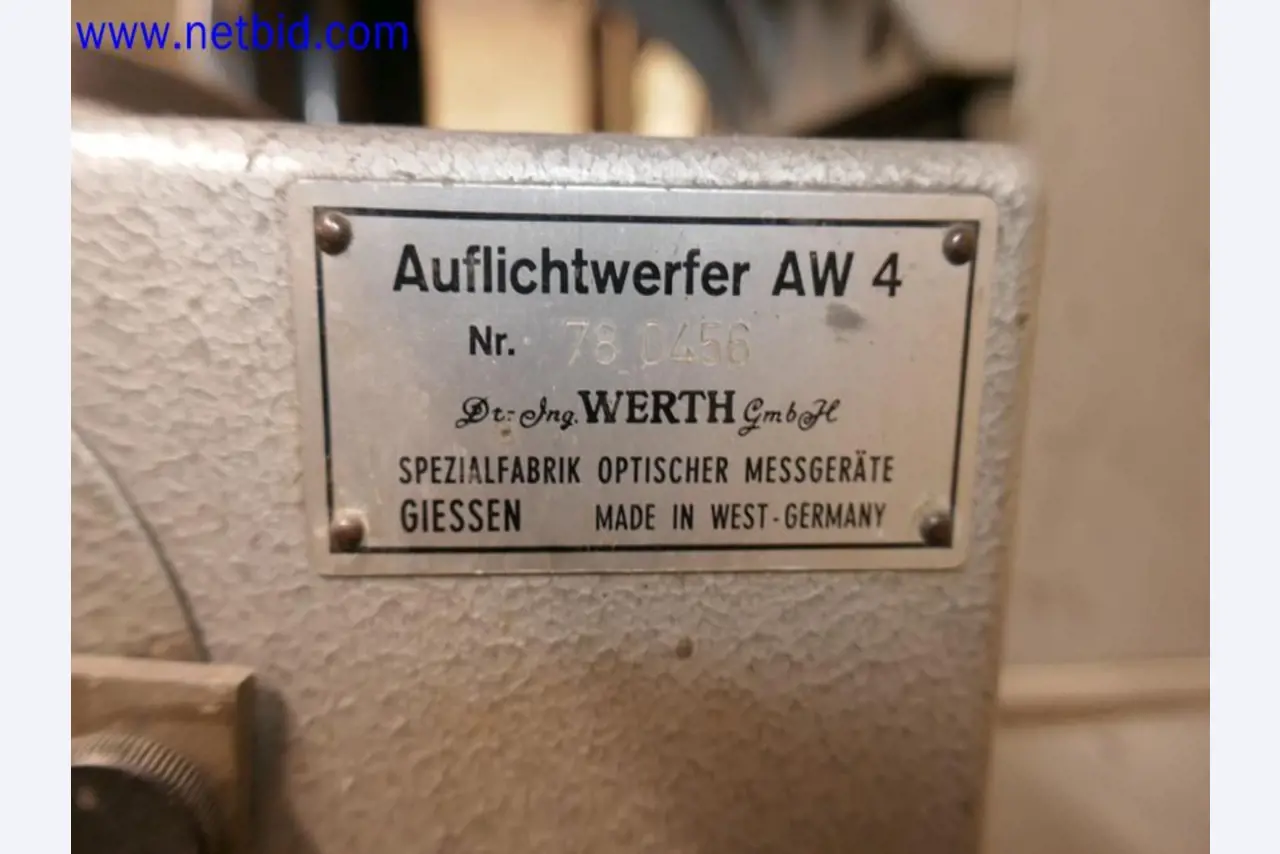 www.netbid.com
Auflichtwerfer AW 4
Nr. 78 0456
Dr.-Ing. WERTH GmbH
SPEZIALFABRIK OPTISCHER MESSGERÄTE
GIESSEN MADE IN WEST-GERMANY